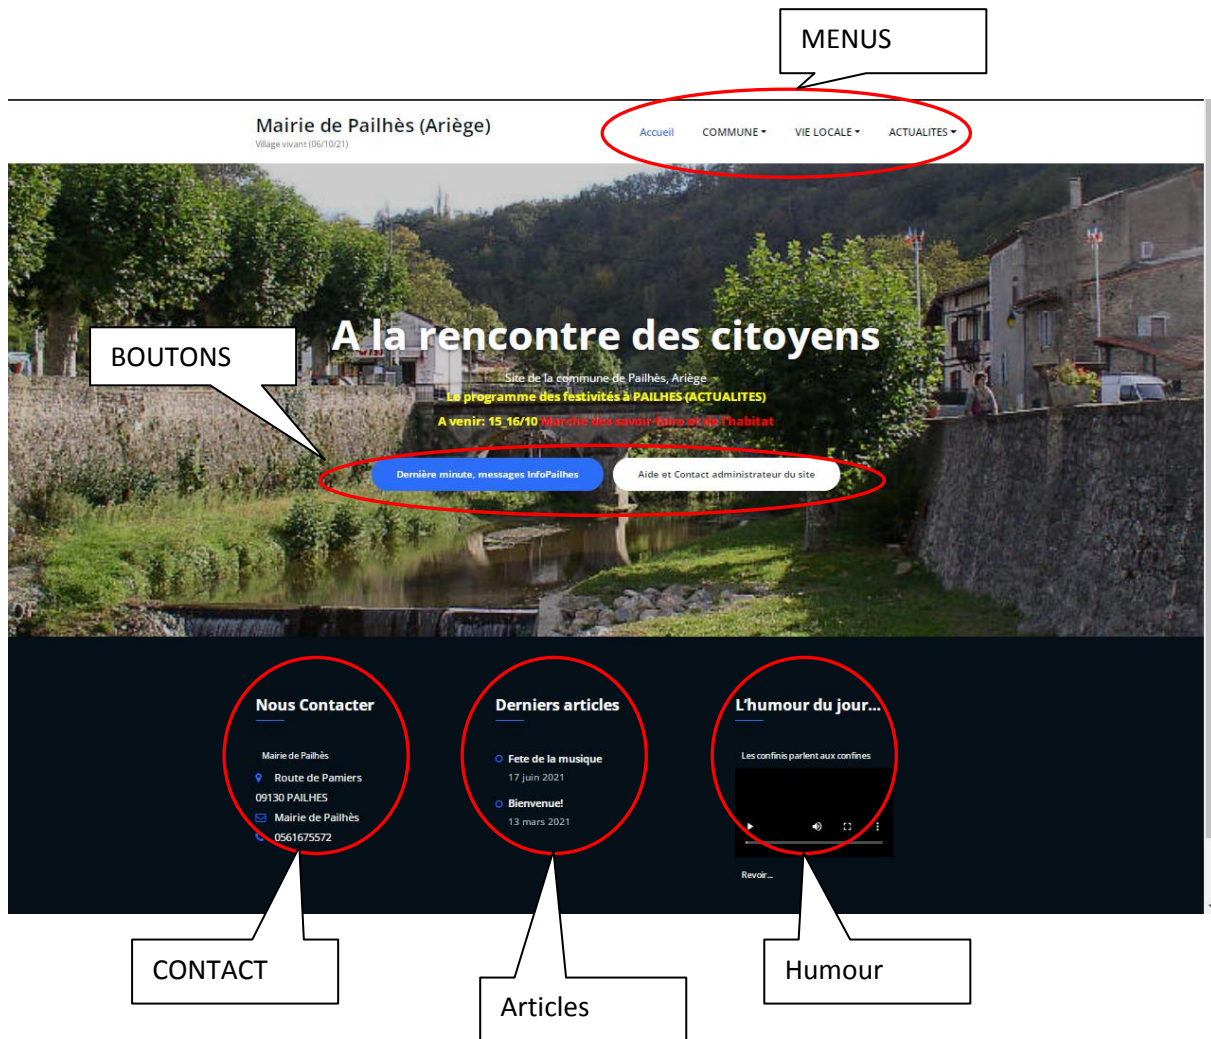 MENUS
Mairie de Pailhès (Ariège)
Village vivant (06/10/21)
Accueil COMMUNE VIE LOCALE ACTUALITES
BOUTONS
A la rencontre des citoyens
Site de la commune de Pailhès, Ariège
Le programme des festivités à PAILHES (ACTUALITES)
A venir: 15_16/10 Marché des savoir-faire et de l'habitat
Dernière minute, messages InfoPailhes
Aide et Contact administrateur du site
Nous Contacter
Mairie de Pailhès
Route de Pamiers
09130 PAILHES
Mairie de Pailhès
0561675572
Derniers articles
Fete de la musique
17 juin 2021
Bienvenue!
13 mars 2021
L'humour du jour...
Les confinis parlent aux confines
Revoir...
CONTACT
Articles
Humour